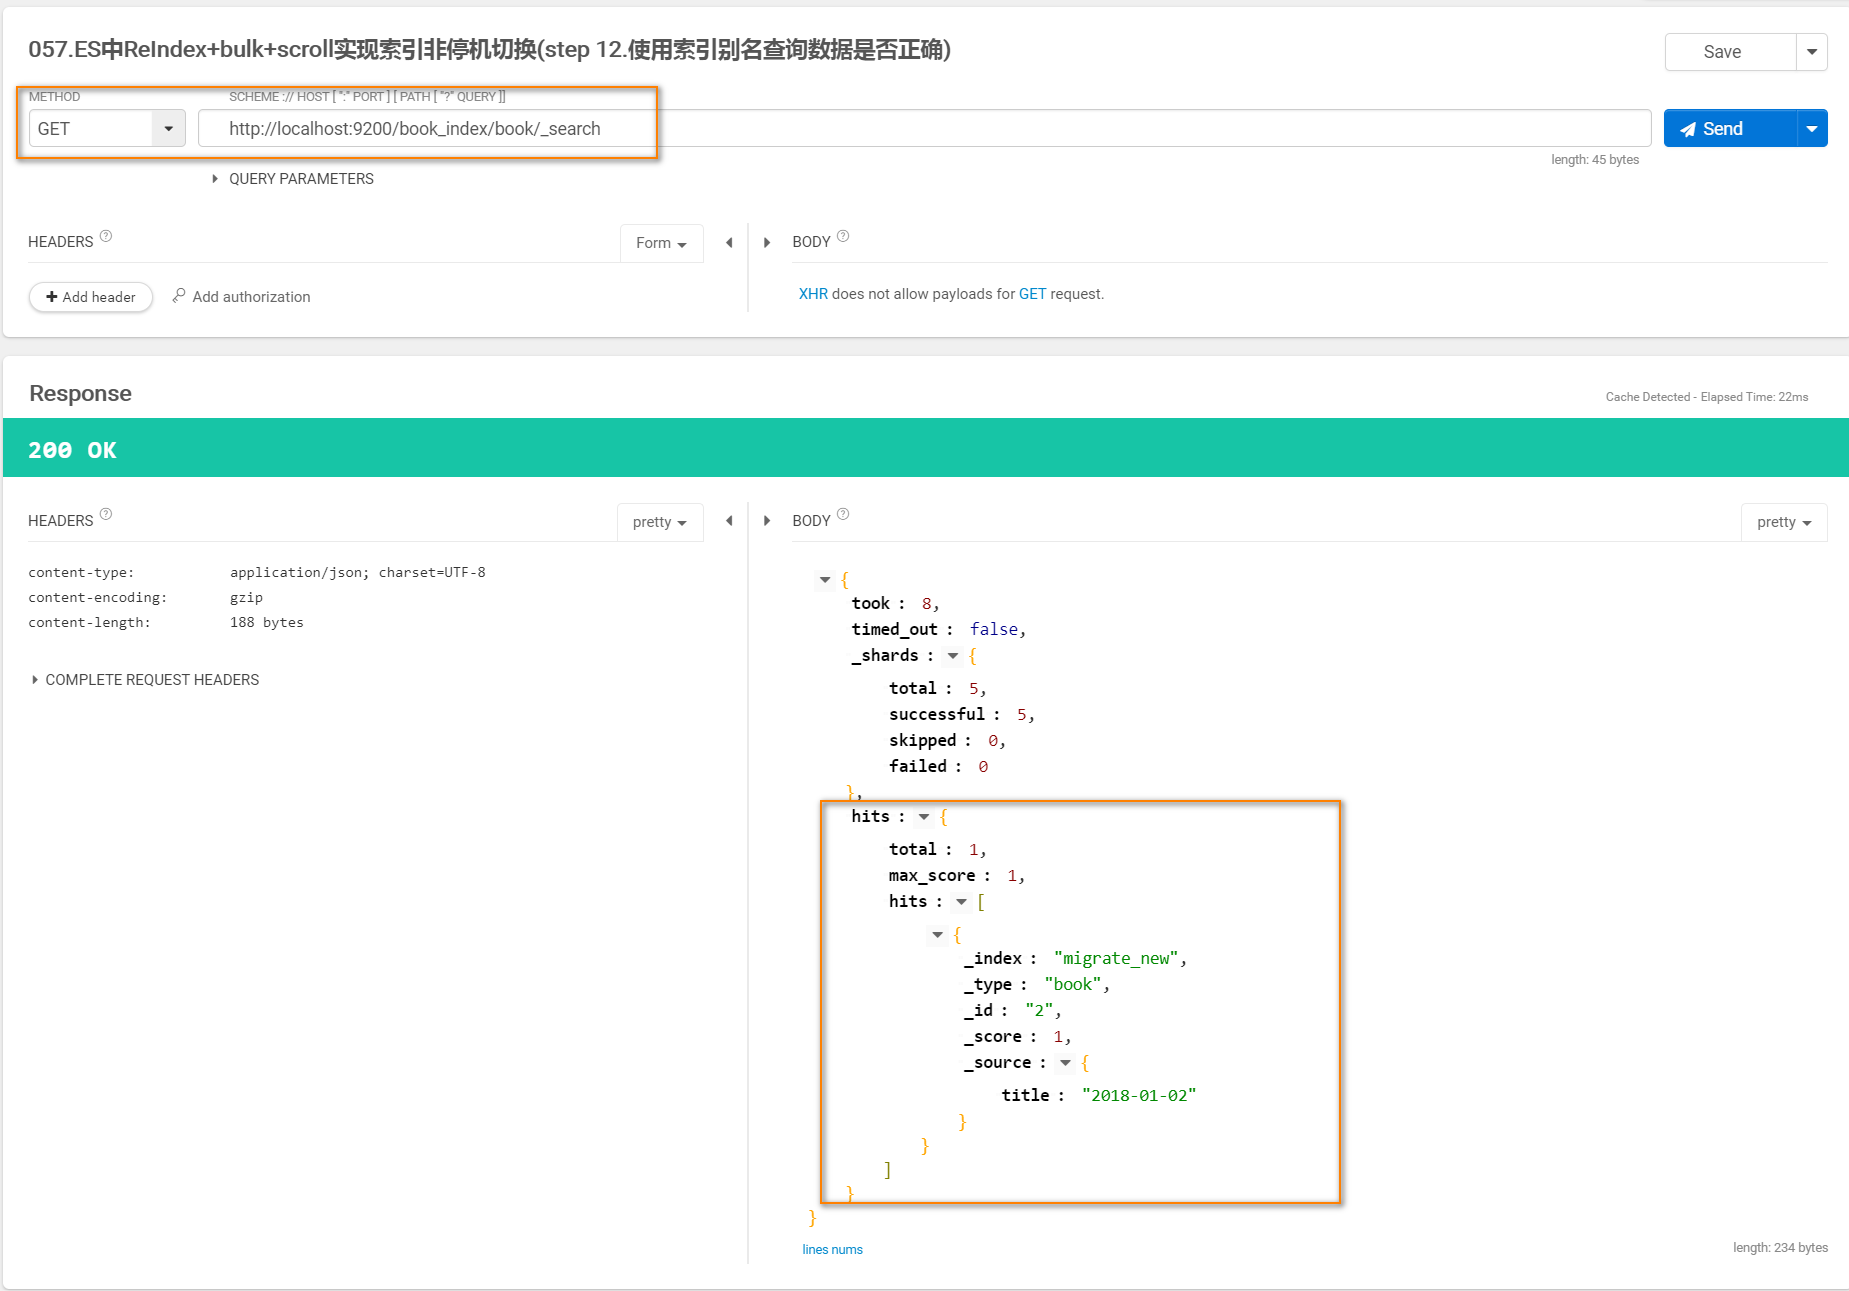 057.ES中ReIndex+bulk+scroll实现索引非停机切换(step 12.使用索引别名查询数据是否正确)
Save
METHOD
SCHEME :// HOST [ ":" PORT ] [ PATH [ "?" QUERY ]]
GET
http://localhost:9200/book_index/book/_search
Send
length: 45 bytes
QUERY PARAMETERS
HEADERS ?
Form
BODY ?
+ Add header
Add authorization
XHR does not allow payloads for GET request.
Response
Cache Detected - Elapsed Time: 22ms
200 OK
HEADERS ?
pretty
BODY ?
pretty
content-type: application/json; charset=UTF-8
content-encoding: gzip
content-length: 188 bytes
COMPLETE REQUEST HEADERS
{
took : 8,
timed_out : false,
_shards : {
total : 5,
successful : 5,
skipped : 0,
failed : 0
},
hits : {
total : 1,
max_score : 1,
hits : [
{
_index : "migrate_new",
_type : "book",
_id : "2",
_score : 1,
_source : {
title : "2018-01-02"
}
}
]
}
}
lines nums
length: 234 bytes